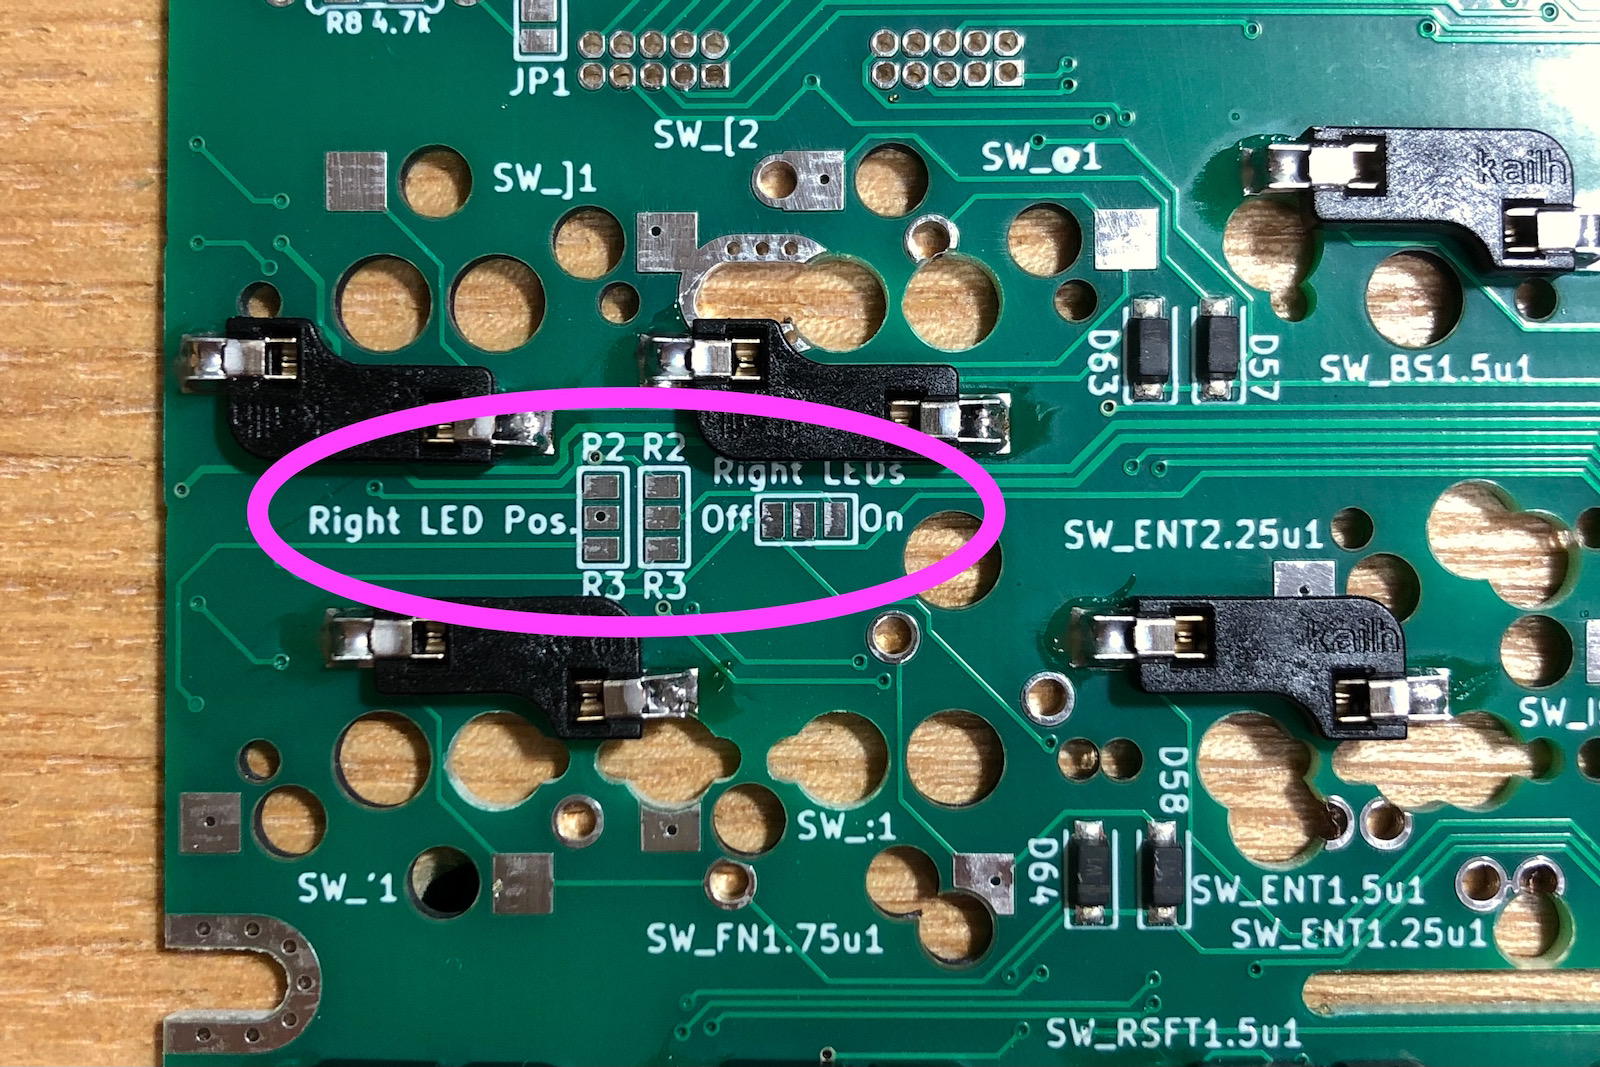 R8 4.7k
JP1
SW_[2
SW_]1
SW_@1
kailh
D63
D57
SW_BS1.5u1
R2 R2
Right LEDs
Right LED Pos.
Off On
SW_ENT2.25u1
R3 R3
kailh
D58
SW_:1
D64
SW_'1
SW_ENT1.5u1
SW_FN1.75u1
SW_ENT1.25u1
SW_RSFT1.5u1